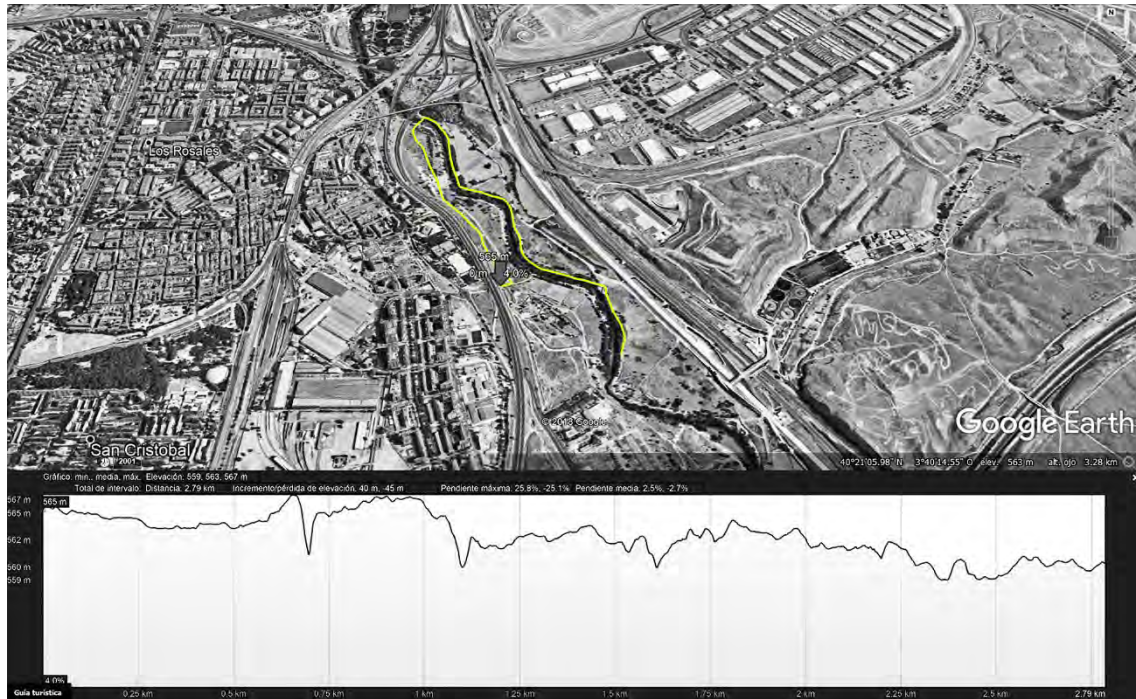 N
Los Rosales
0 m 4.0%
San Cristobal
2001
Google Earth
40°21'05.98" N 3°40'14.55" O elev. 563 m alt. ojo 3.28 km
Gráfico: min., media, máx. Elevación: 559, 563, 567 m
Total de intervalo: Distancia: 2.79 km Incremento/pérdida de elevación: 40 m, -45 m Pendiente máxima: 25.8%, -25.1% Pendiente media: 2.5%, -2.7%
567 m
565 m
565 m
562 m
560 m
559 m
4.0%
Guía turística
0.25 km 0.5 km 0.75 km 1 km 1.25 km 1.5 km 1.75 km 2 km 2.25 km 2.5 km 2.79 km